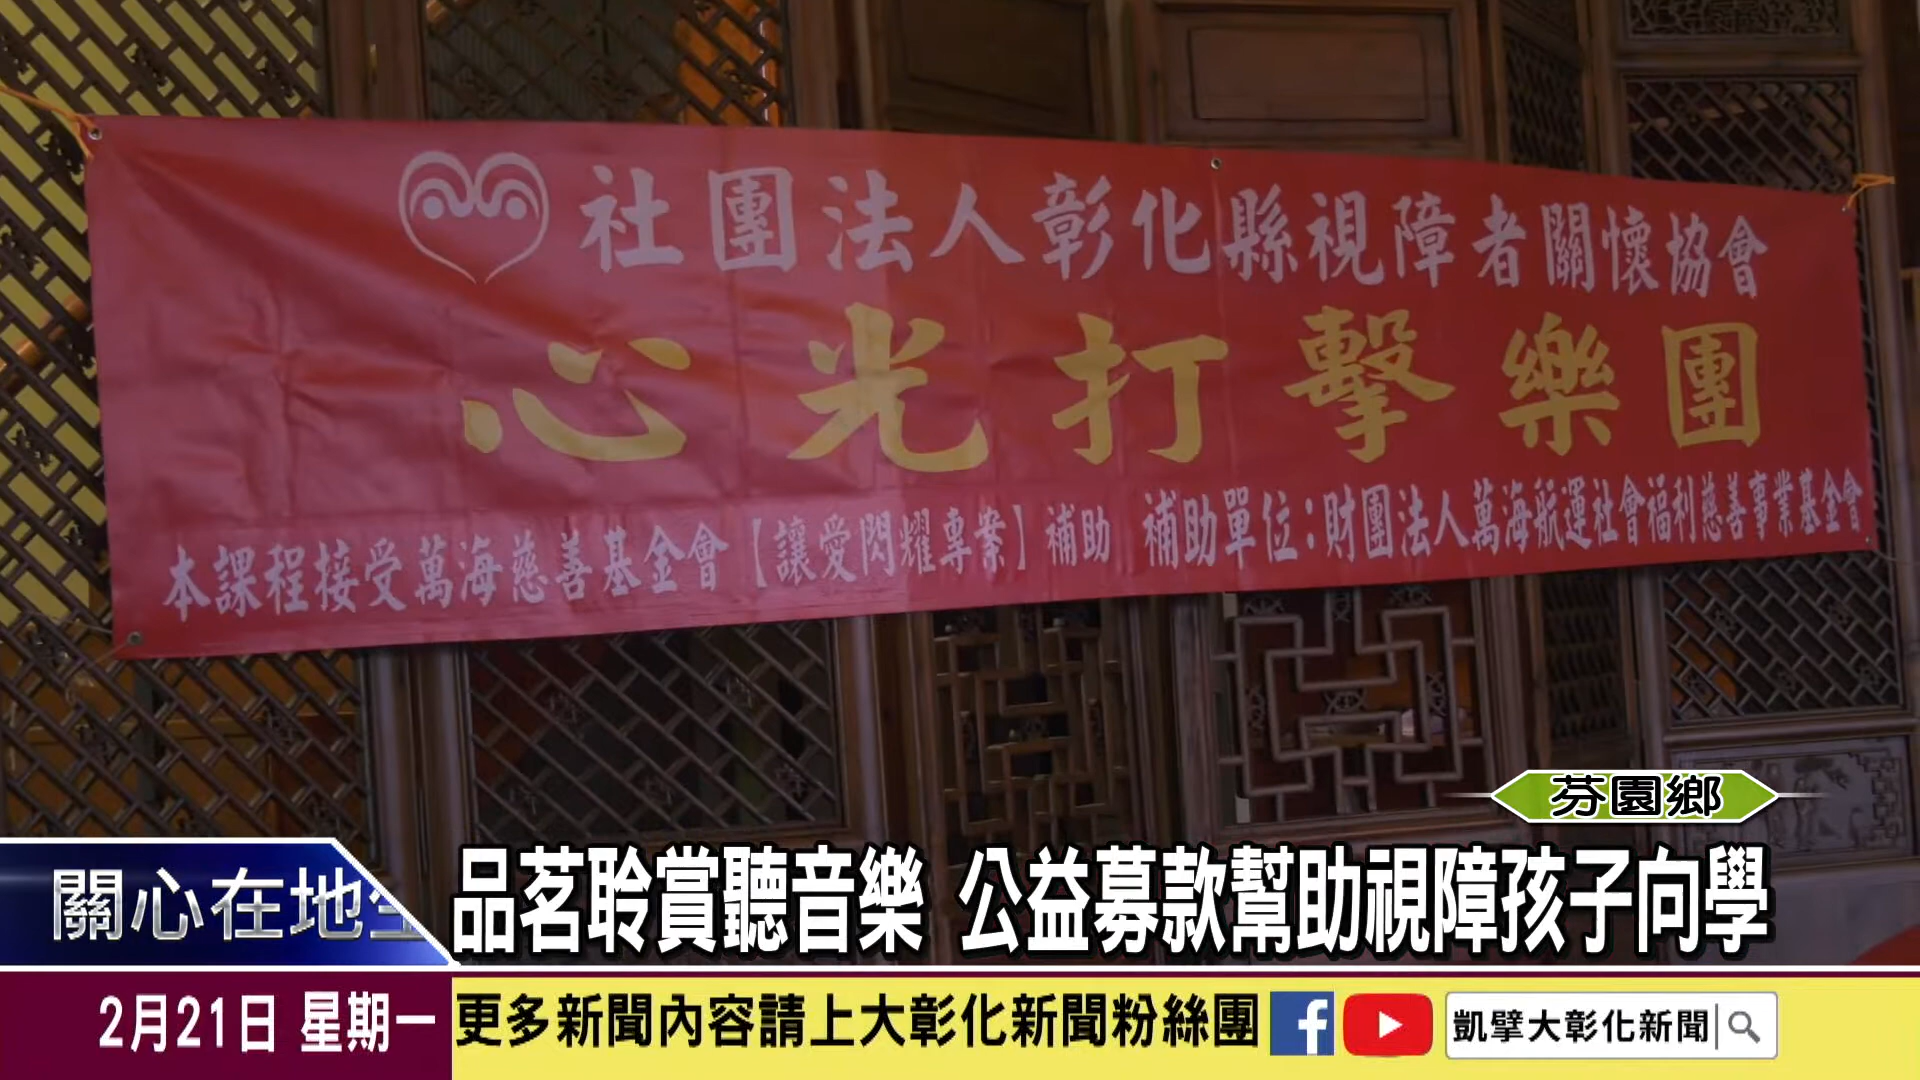 社團法人彰化縣視障者關懷協會
心光打擊樂團
本課程接受萬海慈善基金會【讓愛閃耀專案】補助 補助單位:財團法人萬海航運社會福利慈善事業基金會
芬園鄉
關心在地生
品茗聆賞聽音樂 公益募款幫助視障孩子向學
2月21日 星期一
更多新聞內容請上大彰化新聞粉絲團
凱擘大彰化新聞